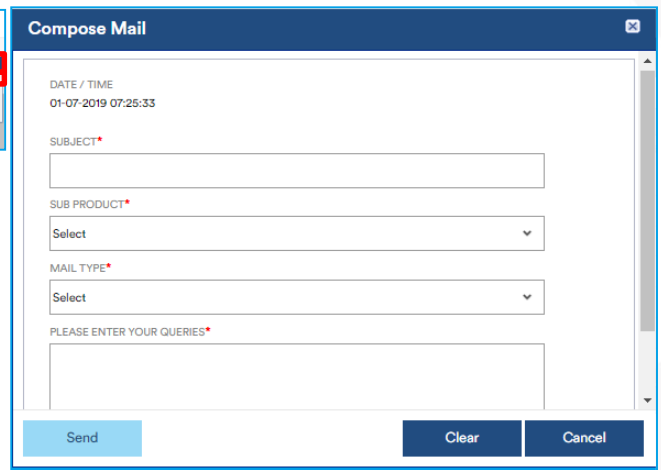 Compose Mail
DATE / TIME
01-07-2019 07:25:33
SUBJECT*
SUB PRODUCT*
Select
MAIL TYPE*
Select
PLEASE ENTER YOUR QUERIES*
Send
Clear
Cancel